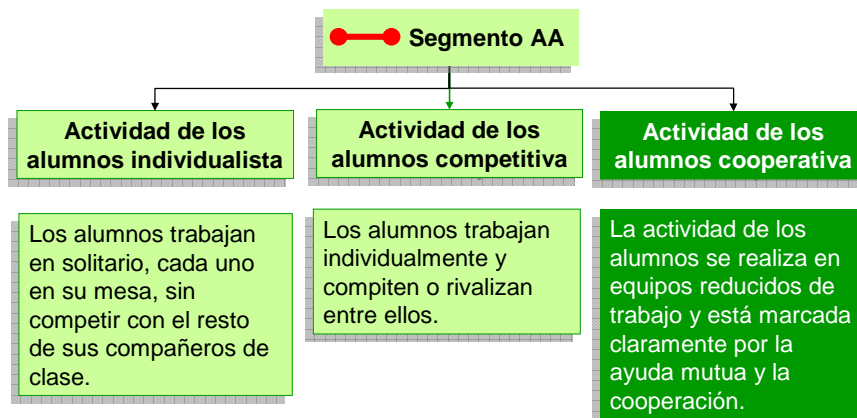 Segmento AA
Actividad de los
alumnos individualista
Actividad de los
alumnos competitiva
Actividad de los
alumnos cooperativa
Los alumnos trabajan
en solitario, cada uno
en su mesa, sin
competir con el resto
de sus compañeros de
clase.
Los alumnos trabajan
individualmente y
compiten o rivalizan
entre ellos.
La actividad de los
alumnos se realiza en
equipos reducidos de
trabajo y está marcada
claramente por la
ayuda mutua y la
cooperación.